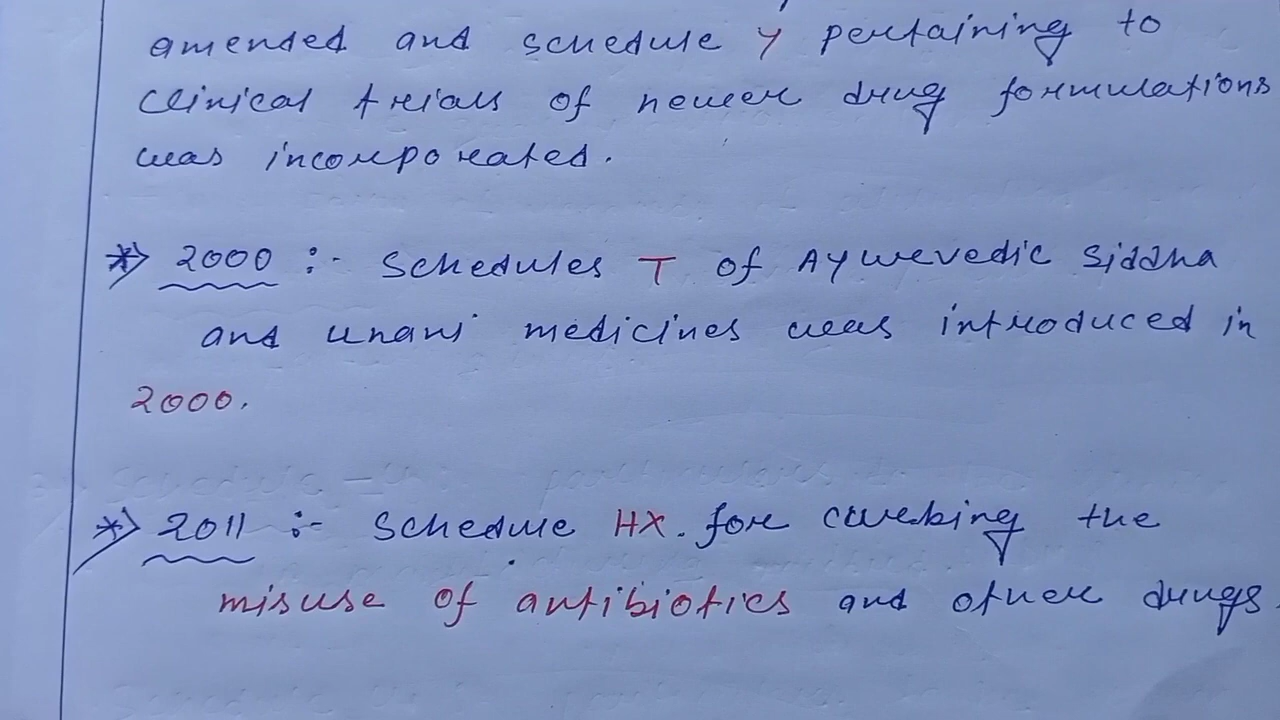 amended and schedule Y pertaining to
clinical trials of newer drug formulations
was incorporated.
*⇒ 2000 :- Schedules T of Ayurvedic Siddha
and unani medicines was introduced in
2000.
*⇒ 2011 :- Schedule HX. for curbing the
misuse of antibiotics and other drugs.